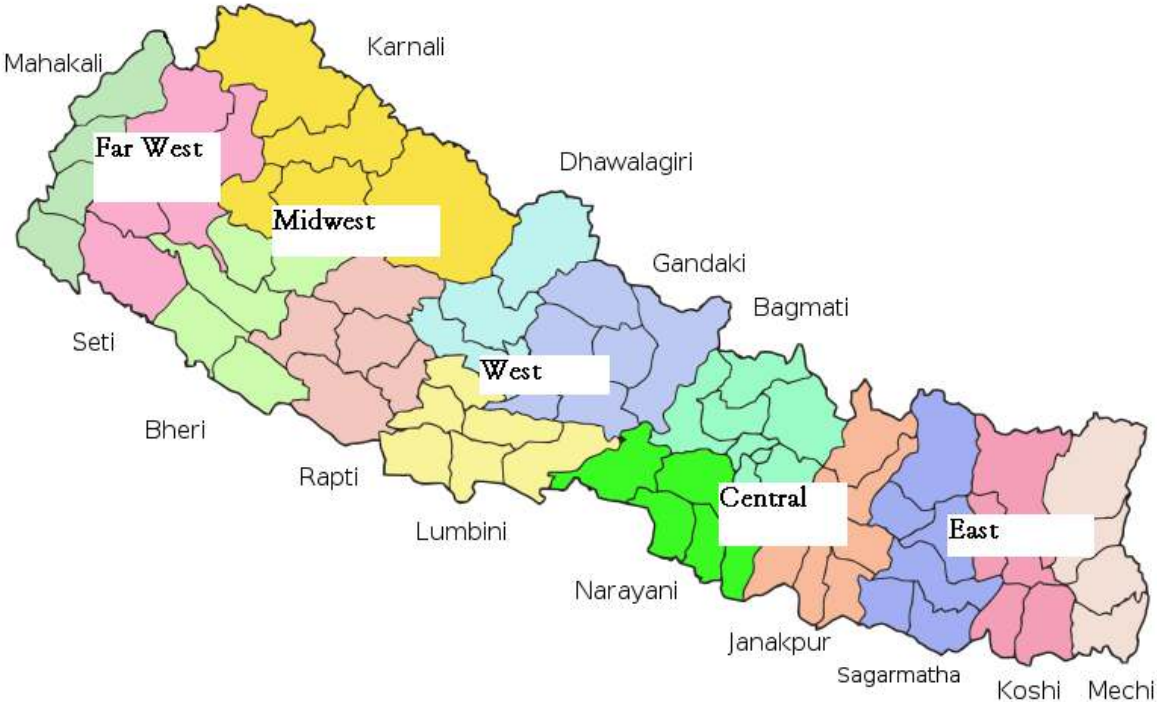 Karnali
Mahakali
Far West
Dhawalagiri
Midwest
Gandaki
Bagmati
Seti
West
Bheri
Rapti
Central
Lumbini
East
Narayani
Janakpur
Sagarmatha
Koshi
Mechi